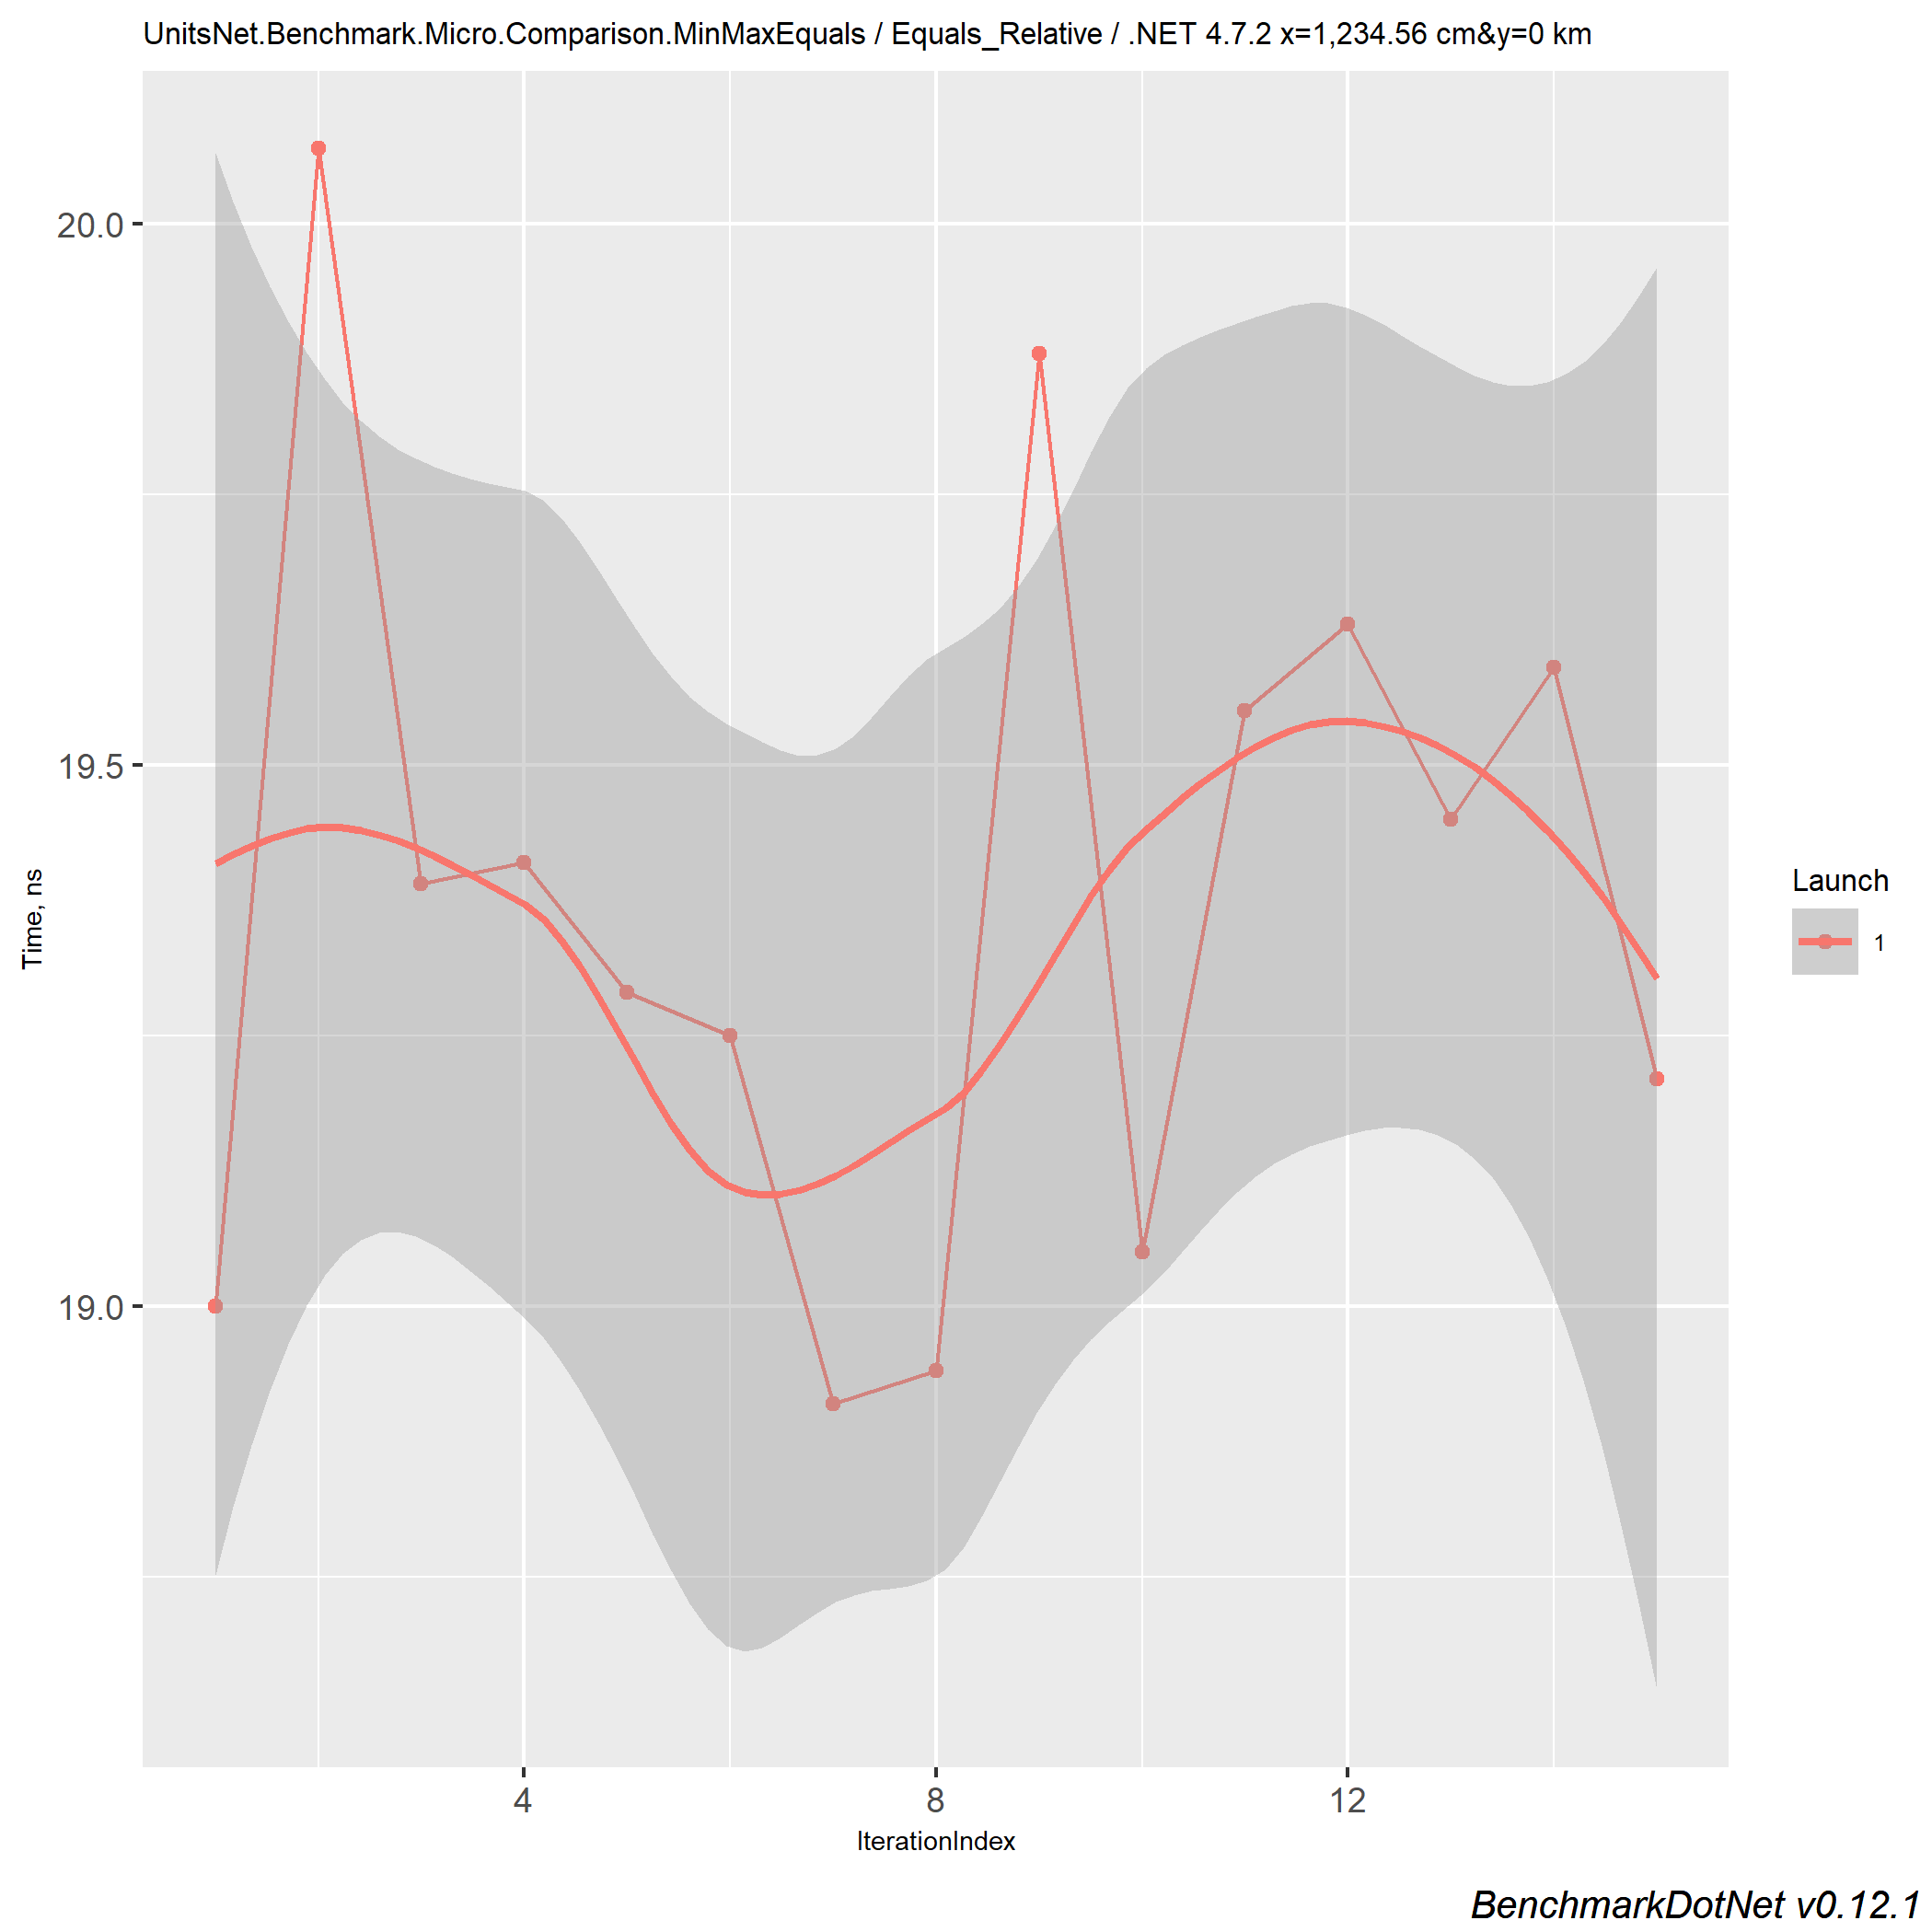 UnitsNet.Benchmark.Micro.Comparison.MinMaxEquals / Equals_Relative / .NET 4.7.2 x=1,234.56 cm&y=0 km
20.0
19.5
19.0
Time, ns
4
8
12
IterationIndex
Launch
1
BenchmarkDotNet v0.12.1